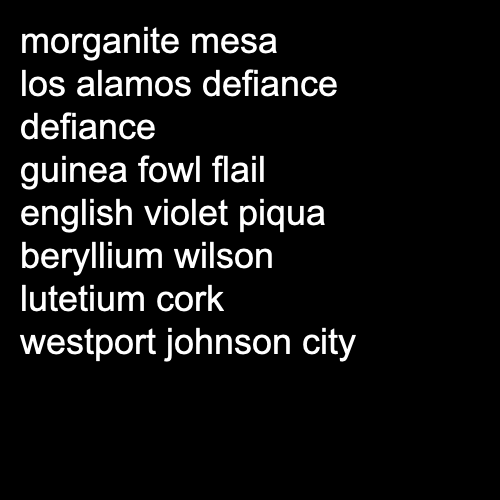 morganite mesa
los alamos defiance
defiance
guinea fowl flail
english violet piqua
beryllium wilson
lutetium cork
westport johnson city